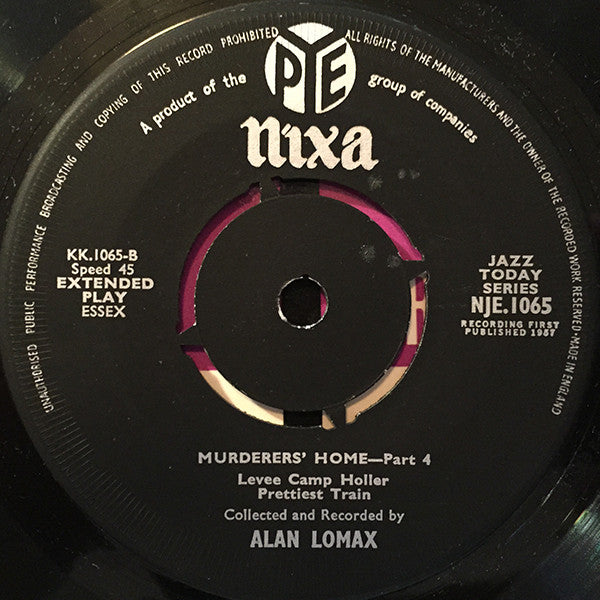 UNAUTHORISED PUBLIC PERFORMANCE BROADCASTING AND COPYING OF THIS RECORD PROHIBITED
ALL RIGHTS OF THE MANUFACTURERS AND THE OWNER OF THE RECORDED WORK RESERVED·MADE IN ENGLAND
A product of the PYE group of companies
nixa
KK.1065-B
Speed 45
EXTENDED
PLAY
ESSEX
JAZZ
TODAY
SERIES
NJE.1065
RECORDING FIRST
PUBLISHED 1957
MURDERERS' HOME—Part 4
Levee Camp Holler
Prettiest Train
Collected and Recorded by
ALAN LOMAX